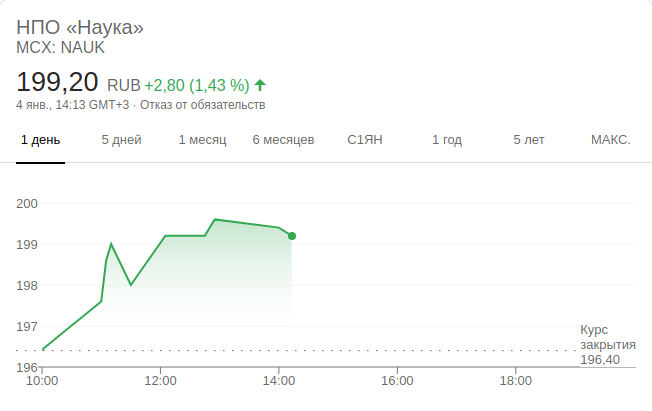 НПО «Наука»
MCX: NAUK
199,20 RUB +2,80 (1,43 %) ↑
4 янв., 14:13 GMT+3 · Отказ от обязательств
1 день 5 дней 1 месяц 6 месяцев С1ЯН 1 год 5 лет МАКС.
200
199
198
197
Курс
закрытия
196,40
196
10:00 12:00 14:00 16:00 18:00